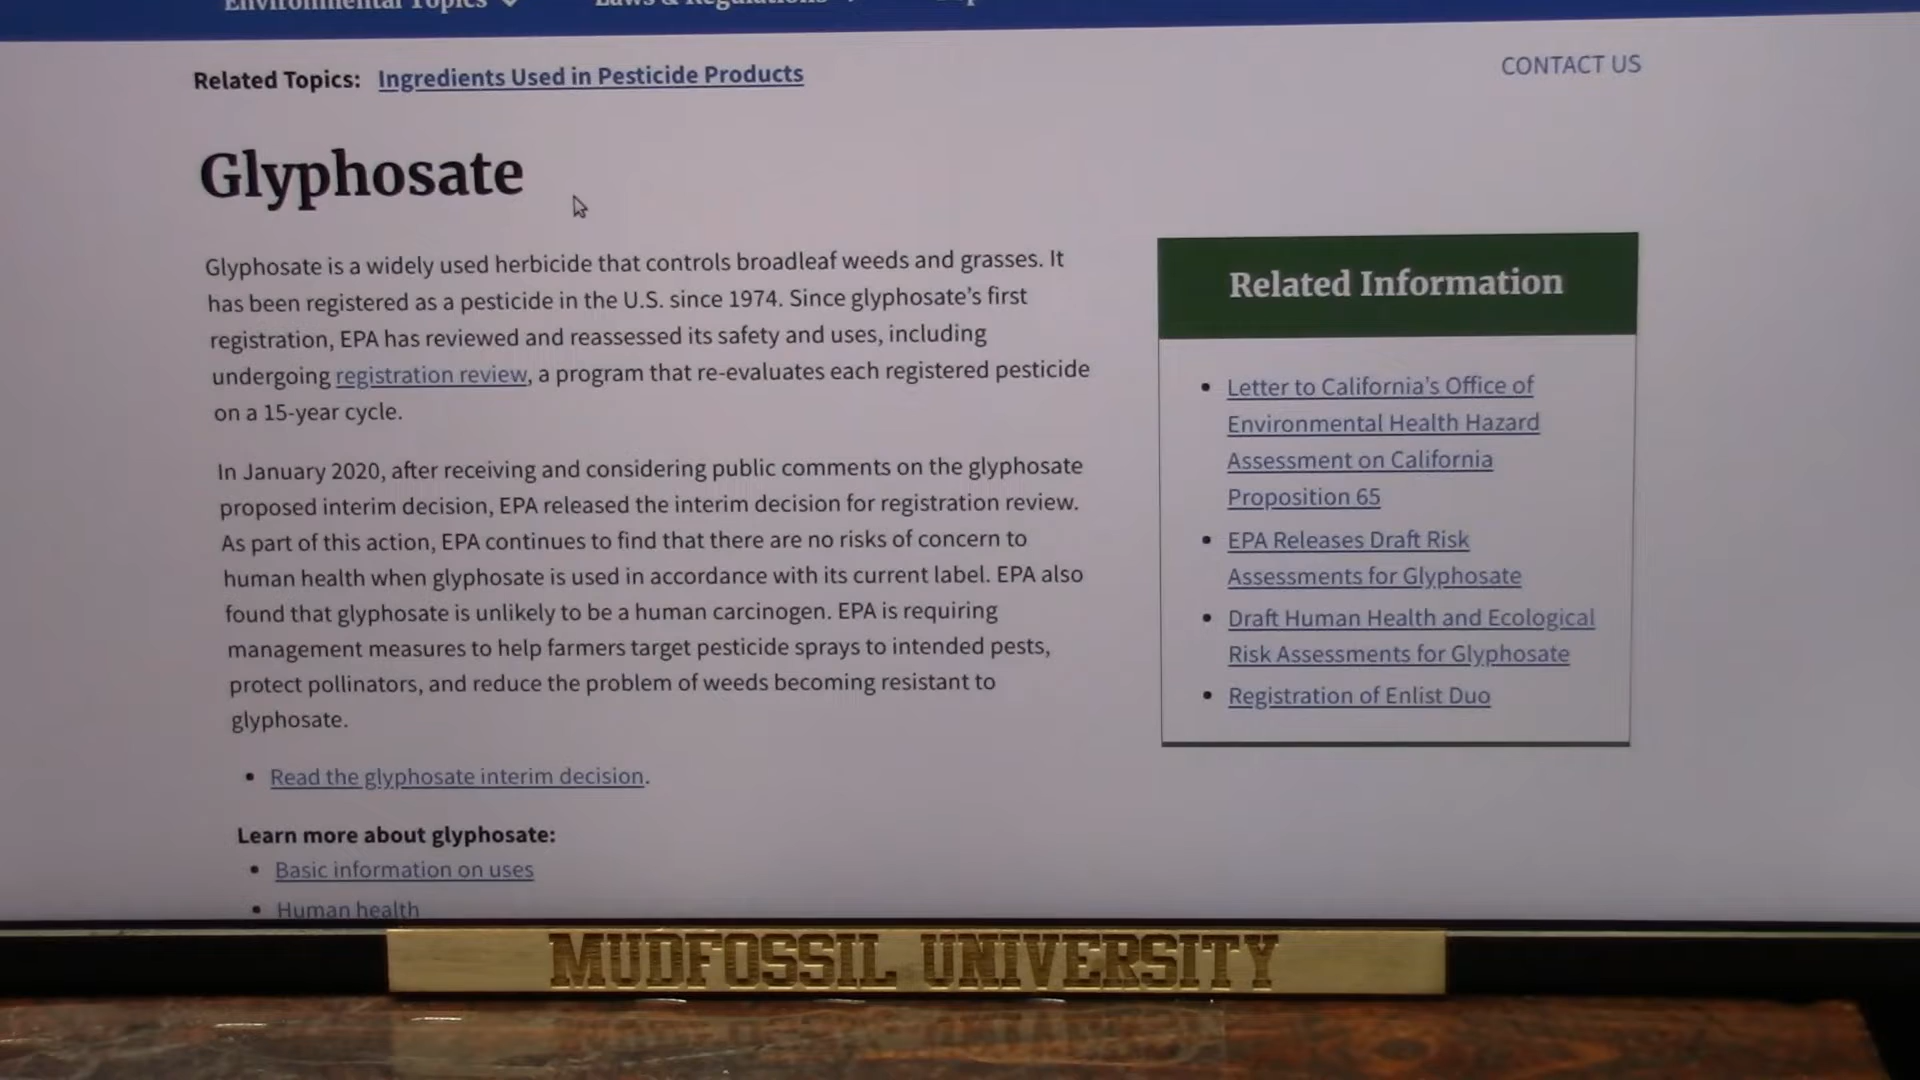 Environmental Topics
Laws & Regulations
Related Topics: Ingredients Used in Pesticide Products
CONTACT US
Glyphosate
Glyphosate is a widely used herbicide that controls broadleaf weeds and grasses. It
has been registered as a pesticide in the U.S. since 1974. Since glyphosate's first
registration, EPA has reviewed and reassessed its safety and uses, including
undergoing registration review, a program that re-evaluates each registered pesticide
on a 15-year cycle.
In January 2020, after receiving and considering public comments on the glyphosate
proposed interim decision, EPA released the interim decision for registration review.
As part of this action, EPA continues to find that there are no risks of concern to
human health when glyphosate is used in accordance with its current label. EPA also
found that glyphosate is unlikely to be a human carcinogen. EPA is requiring
management measures to help farmers target pesticide sprays to intended pests,
protect pollinators, and reduce the problem of weeds becoming resistant to
glyphosate.
• Read the glyphosate interim decision.
Learn more about glyphosate:
• Basic information on uses
• Human health
Related Information
• Letter to California's Office of
Environmental Health Hazard
Assessment on California
Proposition 65
• EPA Releases Draft Risk
Assessments for Glyphosate
• Draft Human Health and Ecological
Risk Assessments for Glyphosate
• Registration of Enlist Duo
MUDFOSSIL UNIVERSITY